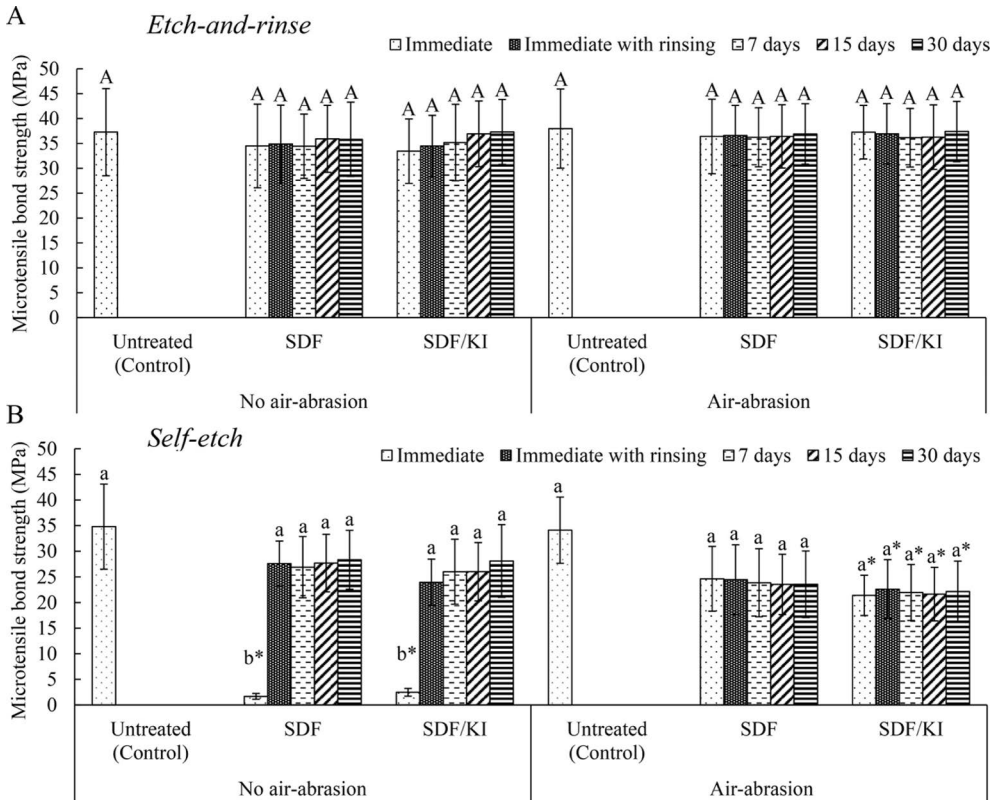 A
Etch-and-rinse
Immediate Immediate with rinsing 7 days 15 days 30 days
Microtensile bond strength (MPa)
50
45
40
35
30
25
20
15
10
5
0
A A A A A A A A A A A A A A A A A A A A A A
Untreated (Control) SDF SDF/KI Untreated (Control) SDF SDF/KI
No air-abrasion Air-abrasion
B
Self-etch
Immediate Immediate with rinsing 7 days 15 days 30 days
Microtensile bond strength (MPa)
50
45
40
35
30
25
20
15
10
5
0
a b* a a a a b* a a a a a a a a a a a* a* a* a* a*
Untreated (Control) SDF SDF/KI Untreated (Control) SDF SDF/KI
No air-abrasion Air-abrasion